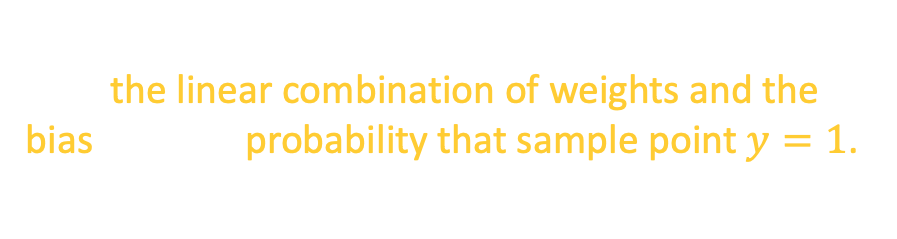 the linear combination of weights and the
bias probability that sample point y = 1.